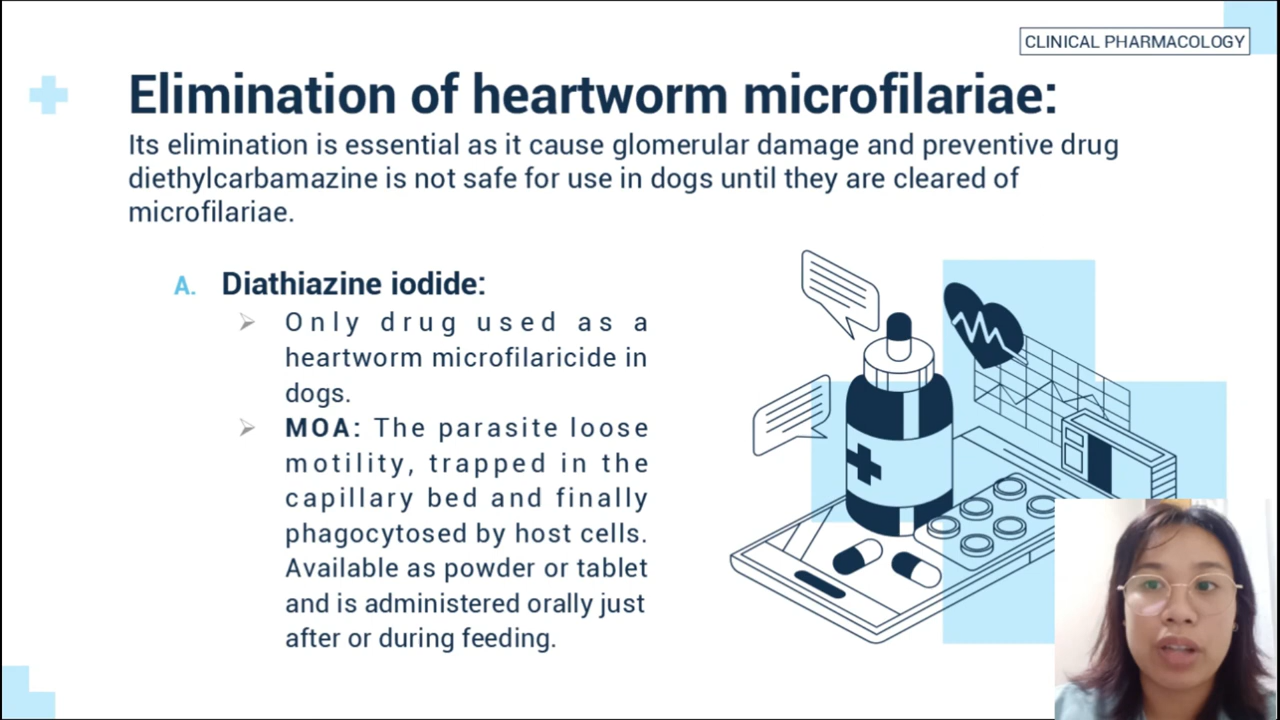 CLINICAL PHARMACOLOGY
Elimination of heartworm microfilariae:
Its elimination is essential as it cause glomerular damage and preventive drug
diethylcarbamazine is not safe for use in dogs until they are cleared of
microfilariae.
A. Diathiazine iodide:
Only drug used as a
heartworm microfilaricide in
dogs.
MOA: The parasite loose
motility, trapped in the
capillary bed and finally
phagocytosed by host cells.
Available as powder or tablet
and is administered orally just
after or during feeding.